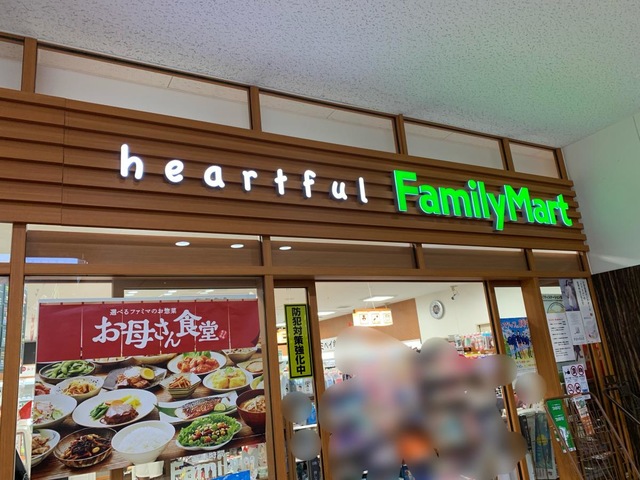 heartful FamilyMart
選べるファミマのお惣菜
お母さん食堂
防犯対策強化中